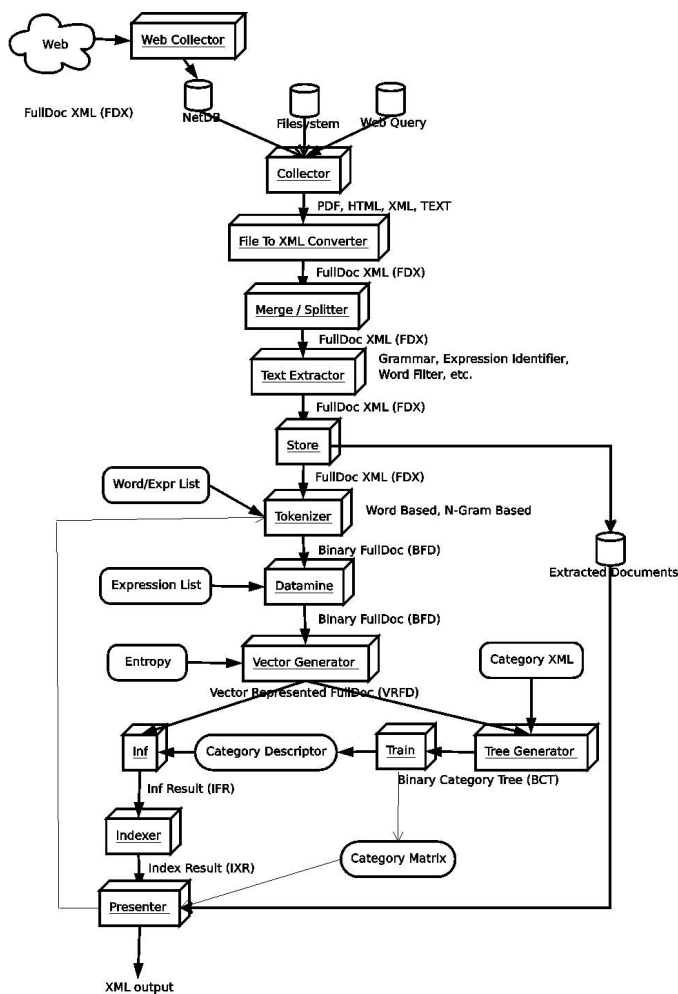 Web
Web Collector
FullDoc XML (FDX)
NetDB
Filesystem
Web Query
Collector
PDF, HTML, XML, TEXT
File To XML Converter
FullDoc XML (FDX)
Merge / Splitter
FullDoc XML (FDX)
Text Extractor
Grammar, Expression Identifier,
Word Filter, etc.
FullDoc XML (FDX)
Store
FullDoc XML (FDX)
Word/Expr List
Tokenizer
Word Based, N-Gram Based
Binary FullDoc (BFD)
Extracted Documents
Expression List
Datamine
Binary FullDoc (BFD)
Entropy
Vector Generator
Category XML
Vector Represented FullDoc (VRFD)
Inf
Category Descriptor
Train
Tree Generator
Binary Category Tree (BCT)
Inf Result (IFR)
Indexer
Category Matrix
Index Result (IXR)
Presenter
XML output